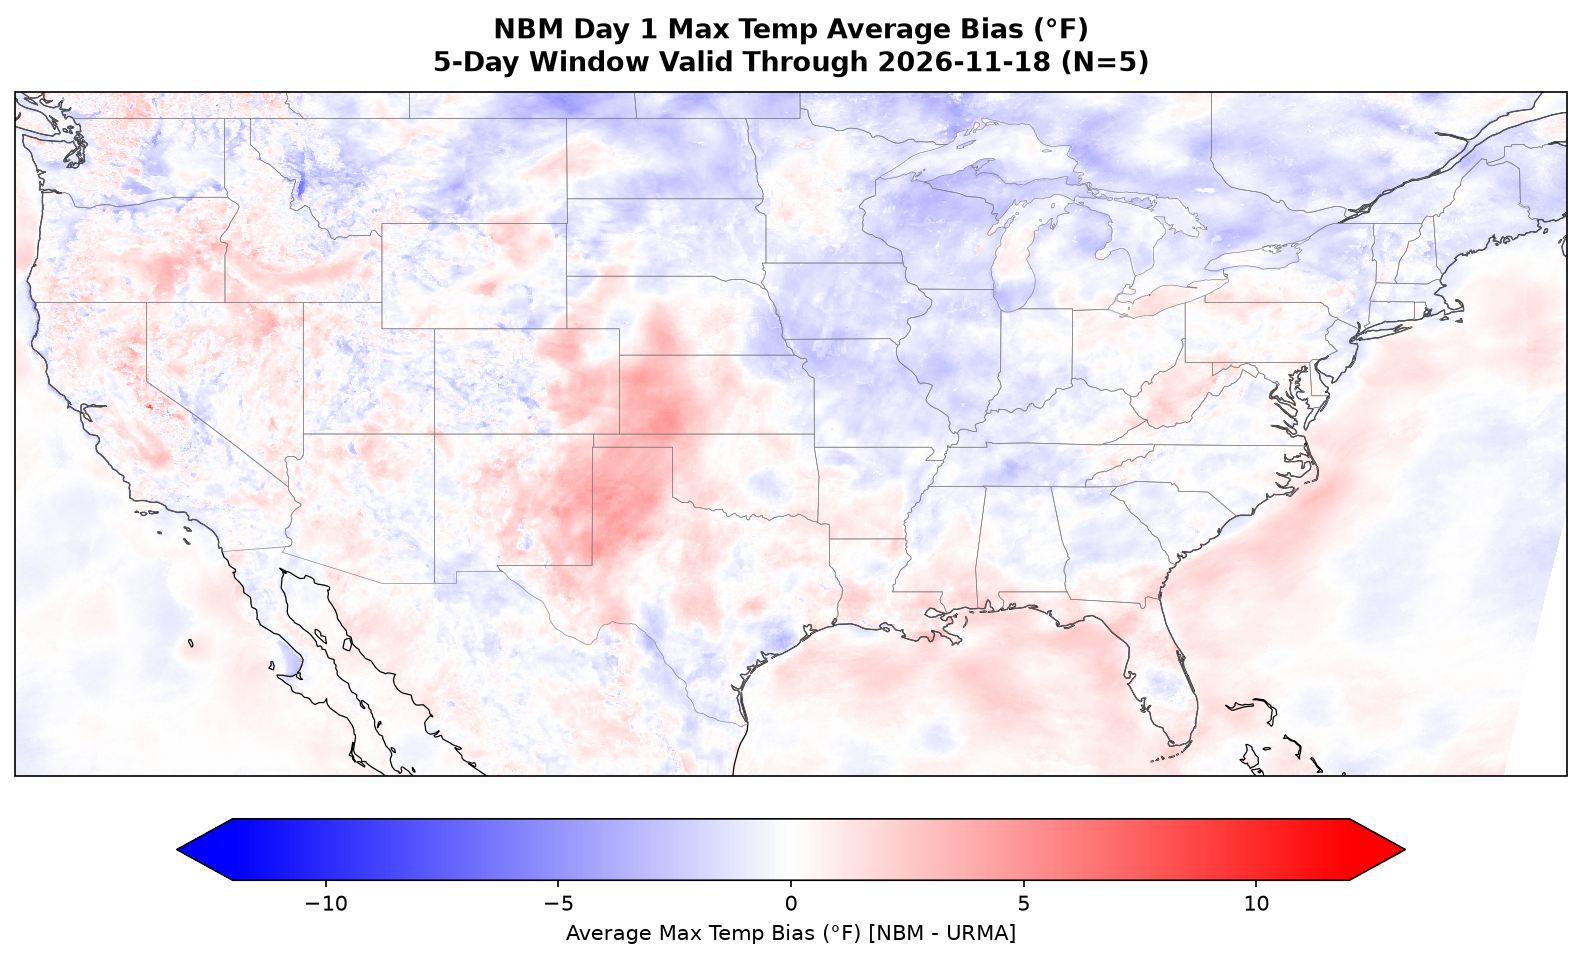 NBM Day 1 Max Temp Average Bias (°F)
5-Day Window Valid Through 2026-11-18 (N=5)
−10 −5 0 5 10
Average Max Temp Bias (°F) [NBM - URMA]